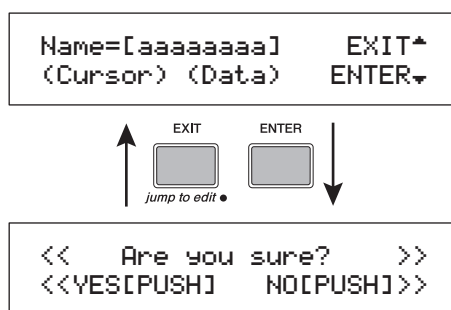 Name=[aaaaaaaa] EXIT▲
(Cursor) (Data) ENTER▼
EXIT ENTER
jump to edit ●
<< Are you sure? >>
<<YES[PUSH] NO[PUSH]>>